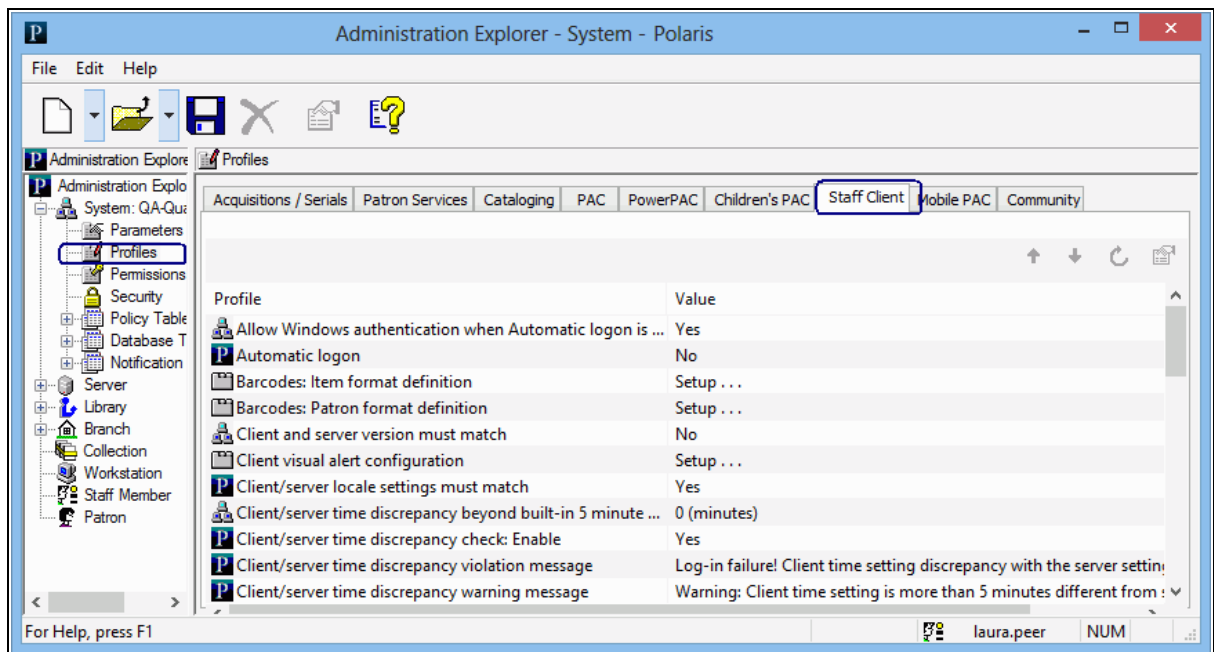 Administration Explorer - System - Polaris
File Edit Help
Administration Explore
Profiles
Administration Explo
System: QA-Qua
Parameters
Profiles
Permissions
Security
Policy Table
Database T
Notification
Server
Library
Branch
Collection
Workstation
Staff Member
Patron
Acquisitions / Serials Patron Services Cataloging PAC PowerPAC Children's PAC Staff Client Mobile PAC Community
Profile Value
Allow Windows authentication when Automatic logon is ... Yes
Automatic logon No
Barcodes: Item format definition Setup . . .
Barcodes: Patron format definition Setup . . .
Client and server version must match No
Client visual alert configuration Setup . . .
Client/server locale settings must match Yes
Client/server time discrepancy beyond built-in 5 minute ... 0 (minutes)
Client/server time discrepancy check: Enable Yes
Client/server time discrepancy violation message Log-in failure! Client time setting discrepancy with the server setting
Client/server time discrepancy warning message Warning: Client time setting is more than 5 minutes different from
For Help, press F1 laura.peer NUM